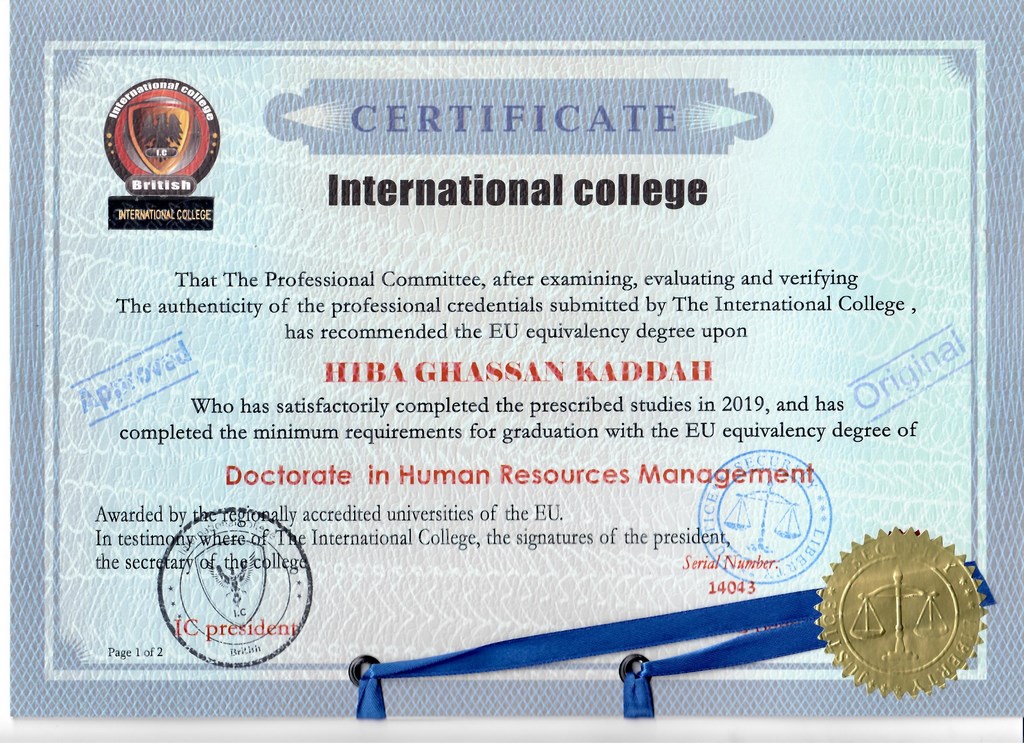 International college
I.C
British
INTERNATIONAL COLLEGE
CERTIFICATE
International college
That The Professional Committee, after examining, evaluating and verifying
The authenticity of the professional credentials submitted by The International College ,
has recommended the EU equivalency degree upon
Approved
Original
HIBA GHASSAN KADDAH
Who has satisfactorily completed the prescribed studies in 2019, and has
completed the minimum requirements for graduation with the EU equivalency degree of
Doctorate in Human Resources Management
Awarded by the regionally accredited universities of the EU.
In testimony where of The International College, the signatures of the president,
the secretary of the college
SECURITY
LIBERTY
JUSTICE
Serial Number:
14043
I.C
IC president
British
Page 1 of 2